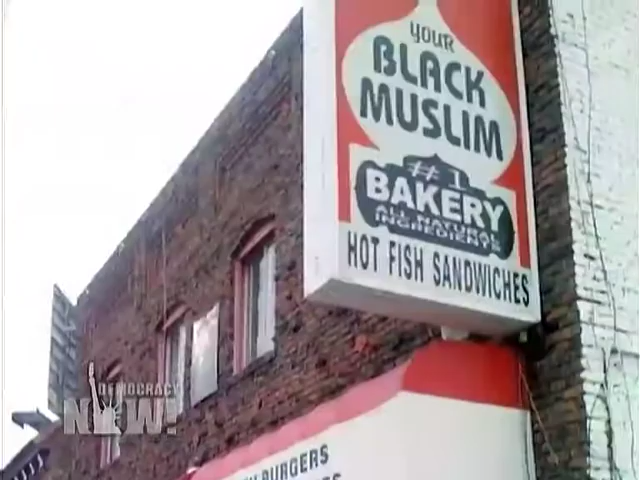 YOUR
BLACK
MUSLIM
# 1
BAKERY
ALL NATURAL
INGREDIENTS
HOT FISH SANDWICHES
DEMOCRACY
NOW!
BURGERS